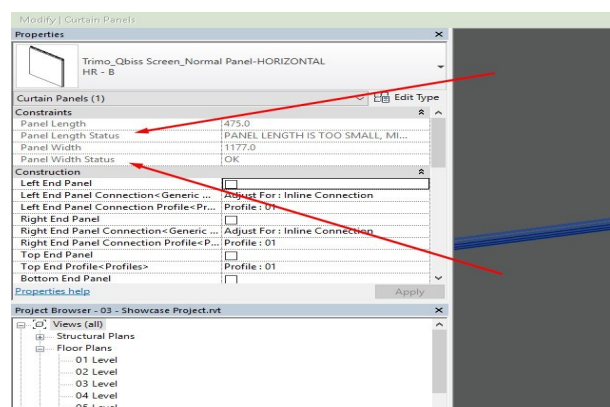 Modify | Curtain Panels
Properties
Trimo_Qbiss Screen_Normal Panel-HORIZONTAL
HR - B
Curtain Panels (1) Edit Type
Constraints
Panel Length 475.0
Panel Length Status PANEL LENGTH IS TOO SMALL, MI...
Panel Width 1177.0
Panel Width Status OK
Construction
Left End Panel
Left End Panel Connection<Generic ... Adjust For : Inline Connection
Left End Panel Connection Profile<Pr... Profile : 01
Right End Panel
Right End Panel Connection<Generic ... Adjust For : Inline Connection
Right End Panel Connection Profile<P... Profile : 01
Top End Panel
Top End Profile<Profiles> Profile : 01
Bottom End Panel
Properties help Apply
Project Browser - 03 - Showcase Project.rvt
Views (all)
Structural Plans
Floor Plans
01 Level
02 Level
03 Level
04 Level
05 Level